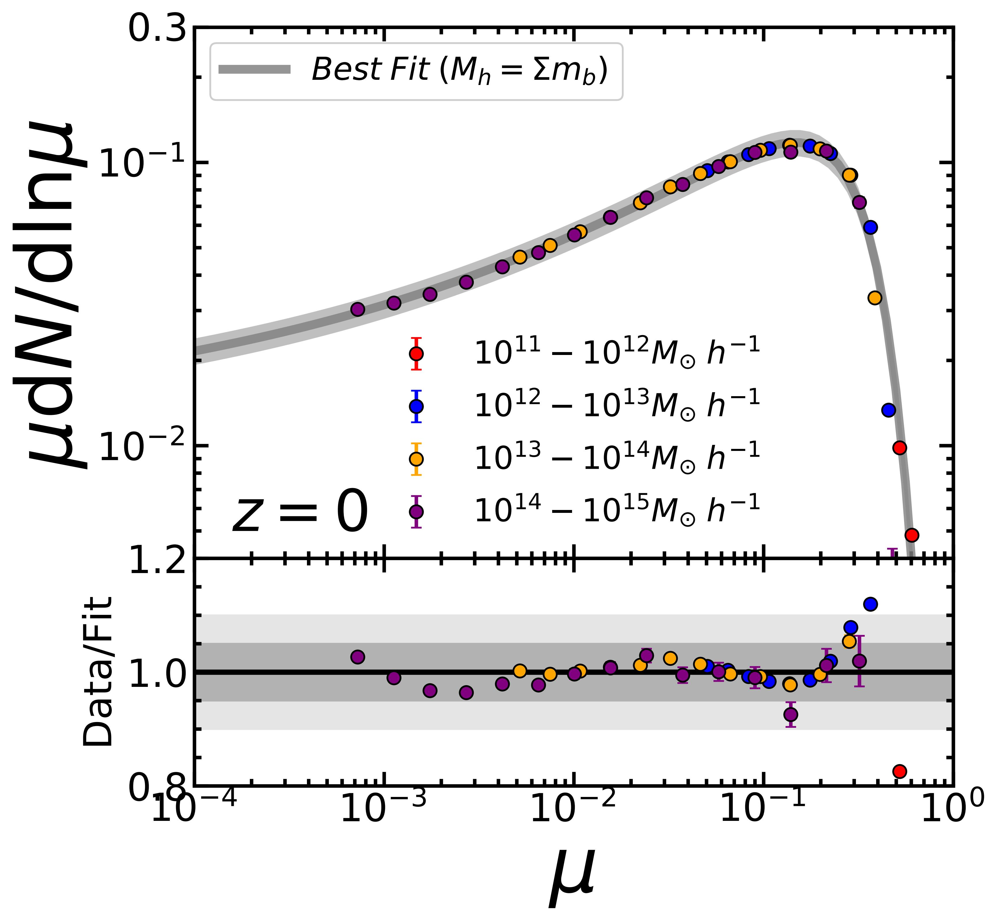 0.3
Best Fit (M_h = Σm_b)
10^{-1}
μdN/dlnμ
10^{-2}
10^{11} − 10^{12}M_⊙ h^{-1}
10^{12} − 10^{13}M_⊙ h^{-1}
10^{13} − 10^{14}M_⊙ h^{-1}
10^{14} − 10^{15}M_⊙ h^{-1}
z = 0
1.2
Data/Fit
1.0
0.8
10^{-4} 10^{-3} 10^{-2} 10^{-1} 10^{0}
μ